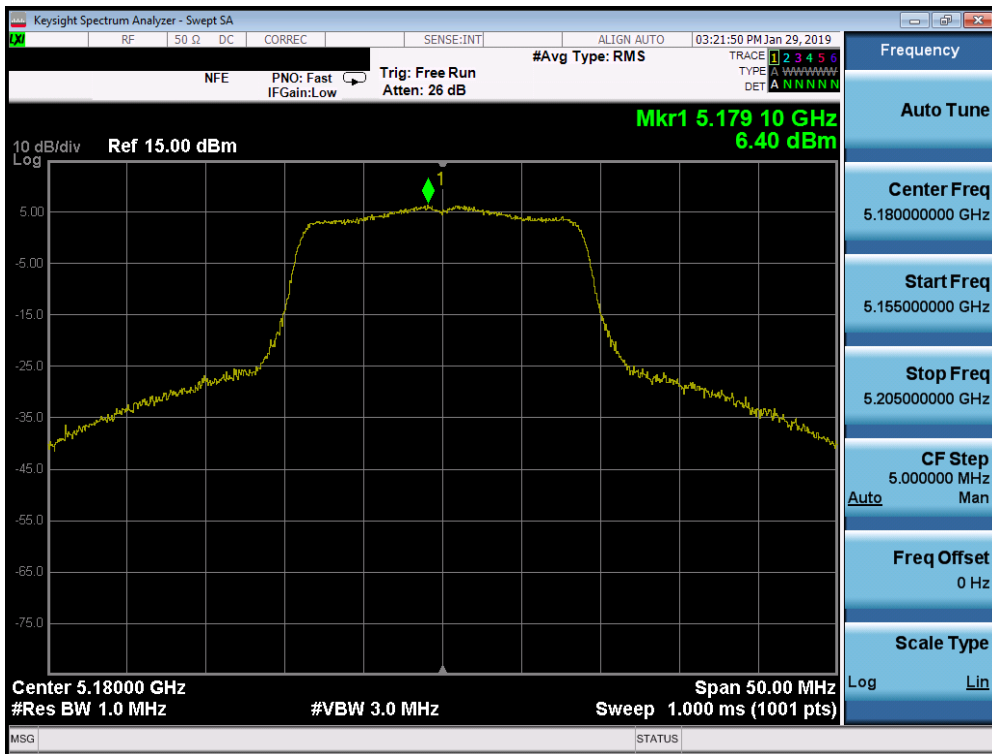 Keysight Spectrum Analyzer - Swept SA
LXI RF 50 Ω DC CORREC SENSE:INT ALIGN AUTO 03:21:50 PM Jan 29, 2019
NFE PNO: Fast IFGain:Low
Trig: Free Run
Atten: 26 dB
#Avg Type: RMS
TRACE 1 2 3 4 5 6
TYPE A WWWWW
DET A N N N N N
Frequency
Mkr1 5.179 10 GHz
6.40 dBm
10 dB/div Ref 15.00 dBm
Log
1
5.00
-5.00
-15.0
-25.0
-35.0
-45.0
-55.0
-65.0
-75.0
Center 5.18000 GHz Span 50.00 MHz
#Res BW 1.0 MHz #VBW 3.0 MHz Sweep 1.000 ms (1001 pts)
MSG STATUS
Auto Tune
Center Freq
5.180000000 GHz
Start Freq
5.155000000 GHz
Stop Freq
5.205000000 GHz
CF Step
5.000000 MHz
Auto Man
Freq Offset
0 Hz
Scale Type
Log Lin